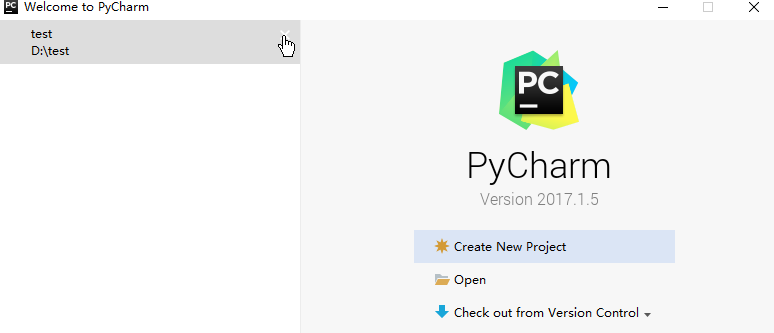 PC Welcome to PyCharm
test
D:\test
PC
PyCharm
Version 2017.1.5
Create New Project
Open
Check out from Version Control